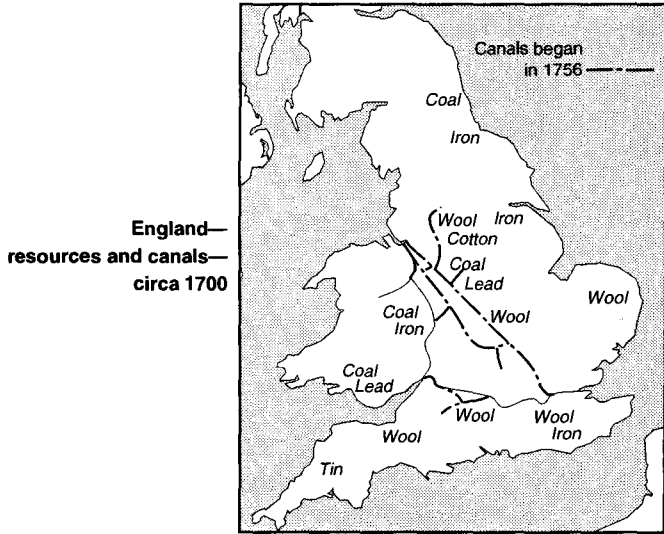 England—
resources and canals—
circa 1700
Canals began
in 1756
Coal
Iron
Wool
Iron
Cotton
Coal
Lead
Wool
Wool
Coal
Iron
Coal
Lead
Wool
Wool
Wool
Iron
Tin